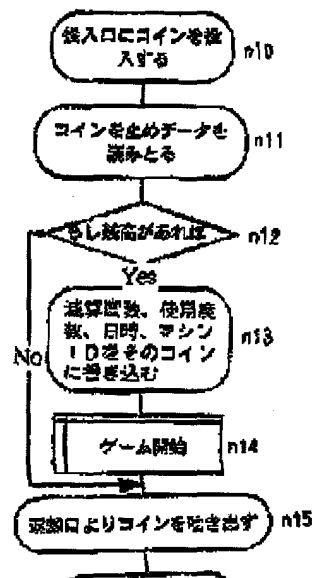 投入口にコインを投
入する
n10
コインを止めデータを
読みとる
n11
もし残高があれば
n12
Yes
減算度数、使用度
数、日時、マシン
IDをそのコイン
に書き込む
n13
No
ゲーム開始
n14
返却口よりコインを吐き出す
n15